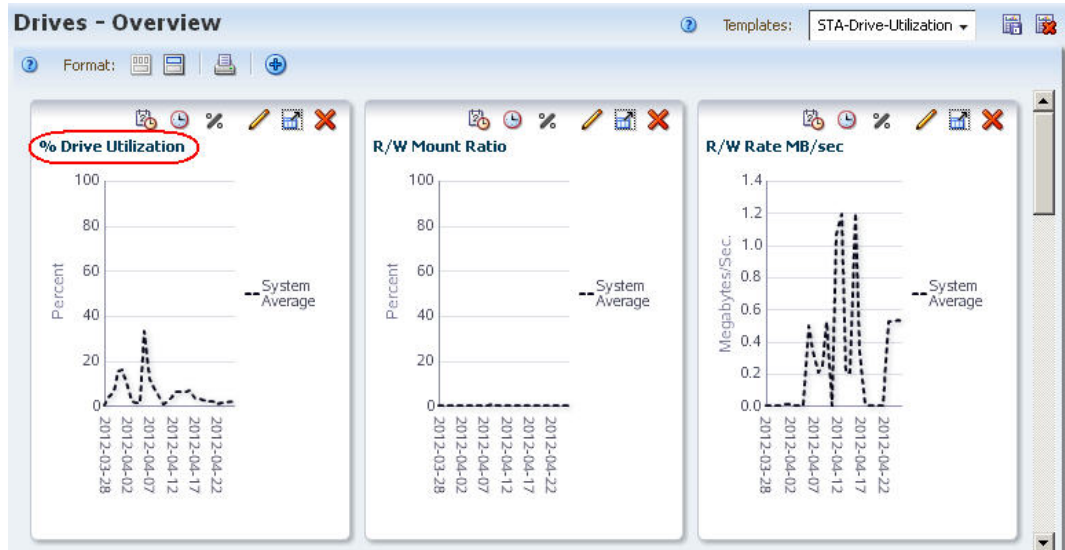 Drives - Overview
Templates: STA-Drive-Utilization
Format:
% Drive Utilization
100
80
60
40
20
0
Percent
System
Average
2012-03-28
2012-04-02
2012-04-07
2012-04-12
2012-04-17
2012-04-22
R/W Mount Ratio
100
80
60
40
20
0
Percent
System
Average
2012-03-28
2012-04-02
2012-04-07
2012-04-12
2012-04-17
2012-04-22
R/W Rate MB/sec
1.4
1.2
1.0
0.8
0.6
0.4
0.2
0.0
Megabytes/Sec.
System
Average
2012-03-28
2012-04-02
2012-04-07
2012-04-12
2012-04-17
2012-04-22